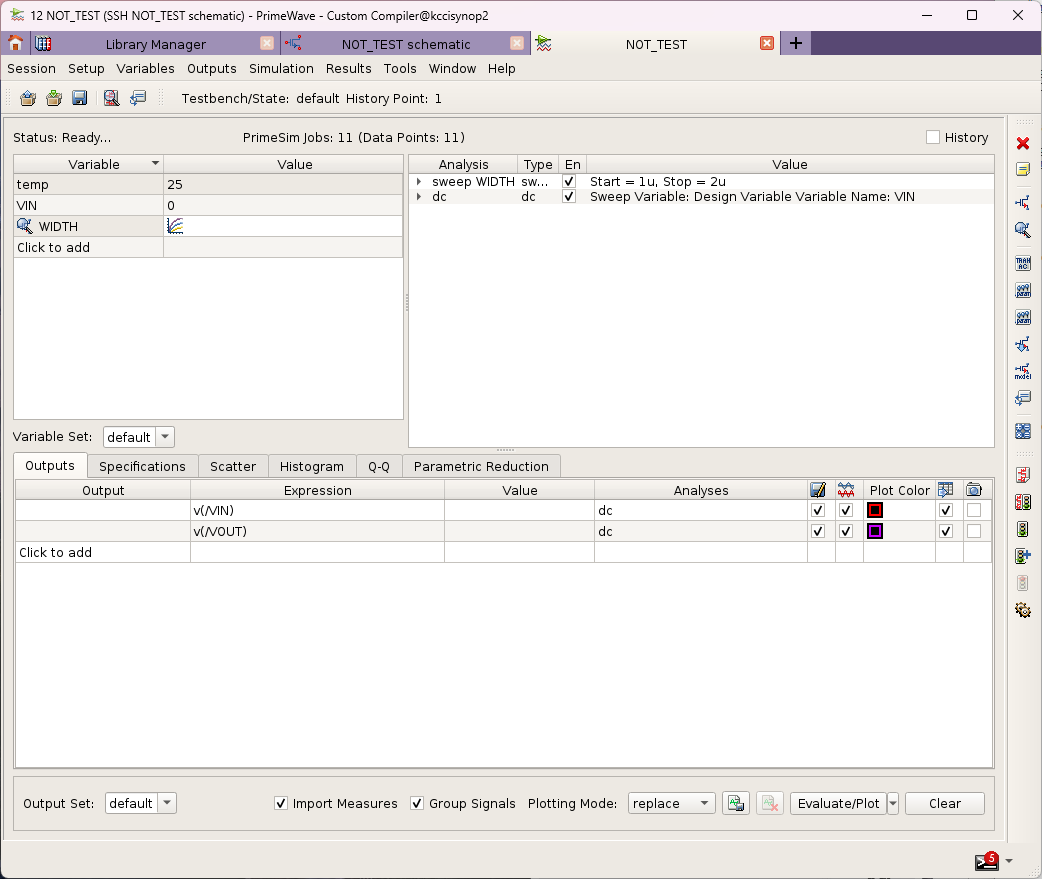 12 NOT_TEST (SSH NOT_TEST schematic) - PrimeWave - Custom Compiler@kccisynop2
Library Manager NOT_TEST schematic NOT_TEST
Session Setup Variables Outputs Simulation Results Tools Window Help
Testbench/State: default History Point: 1
Status: Ready... PrimeSim Jobs: 11 (Data Points: 11) History
Variable Value
temp 25
VIN 0
WIDTH
Click to add
Analysis Type En Value
sweep WIDTH sw... Start = 1u, Stop = 2u
dc dc Sweep Variable: Design Variable Variable Name: VIN
TRAN
AC
param
param
model
Variable Set: default
Outputs Specifications Scatter Histogram Q-Q Parametric Reduction
Output Expression Value Analyses Plot Color
v(/VIN) dc
v(/VOUT) dc
Click to add
Output Set: default Import Measures Group Signals Plotting Mode: replace Evaluate/Plot Clear
5